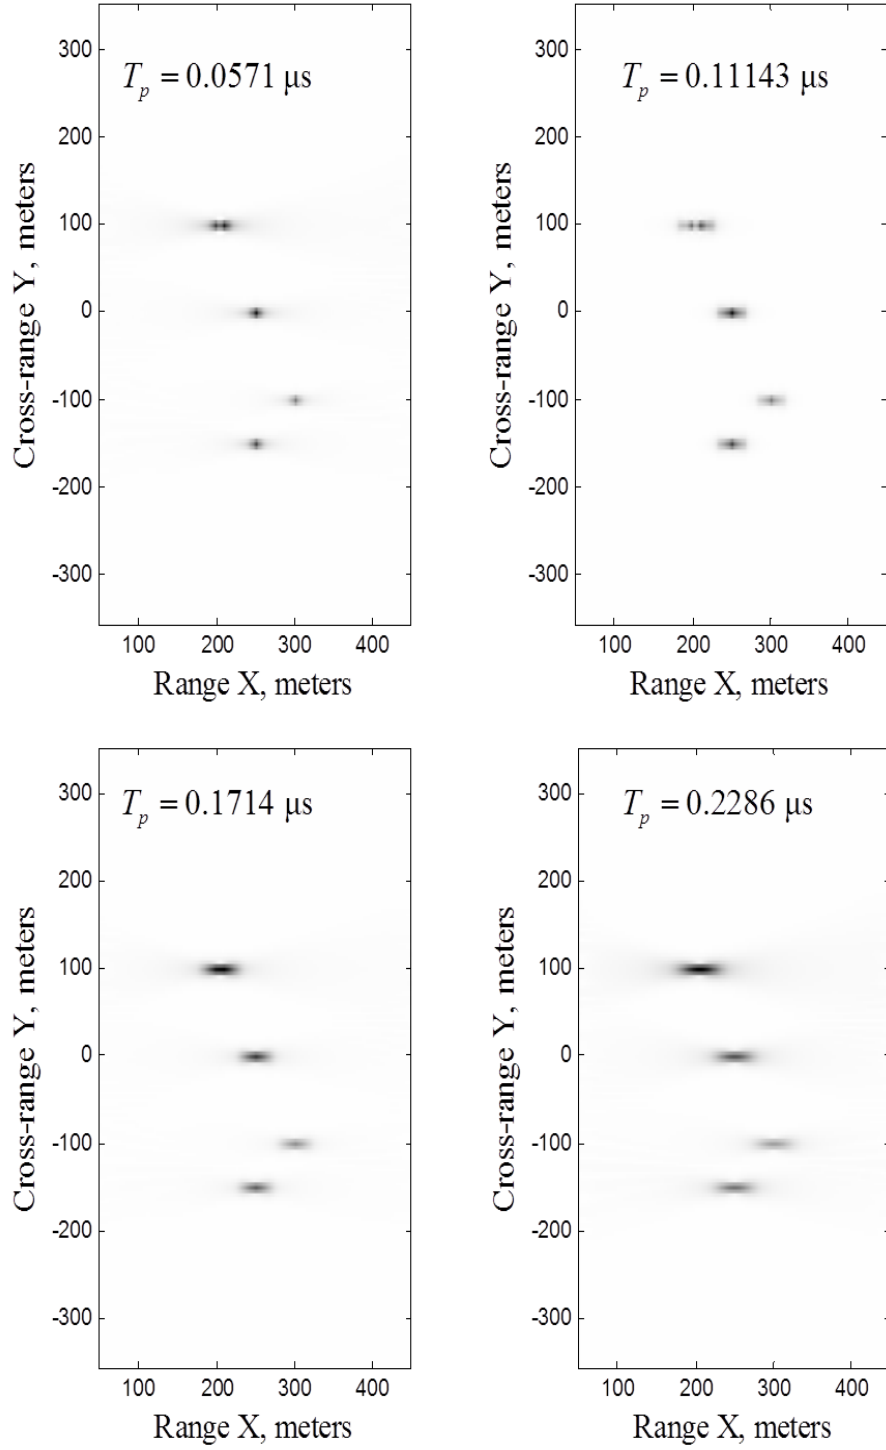 T_p = 0.0571 μs
Cross-range Y, meters
300
200
100
0
-100
-200
-300
100 200 300 400
Range X, meters
T_p = 0.11143 μs
Cross-range Y, meters
300
200
100
0
-100
-200
-300
100 200 300 400
Range X, meters
T_p = 0.1714 μs
Cross-range Y, meters
300
200
100
0
-100
-200
-300
100 200 300 400
Range X, meters
T_p = 0.2286 μs
Cross-range Y, meters
300
200
100
0
-100
-200
-300
100 200 300 400
Range X, meters